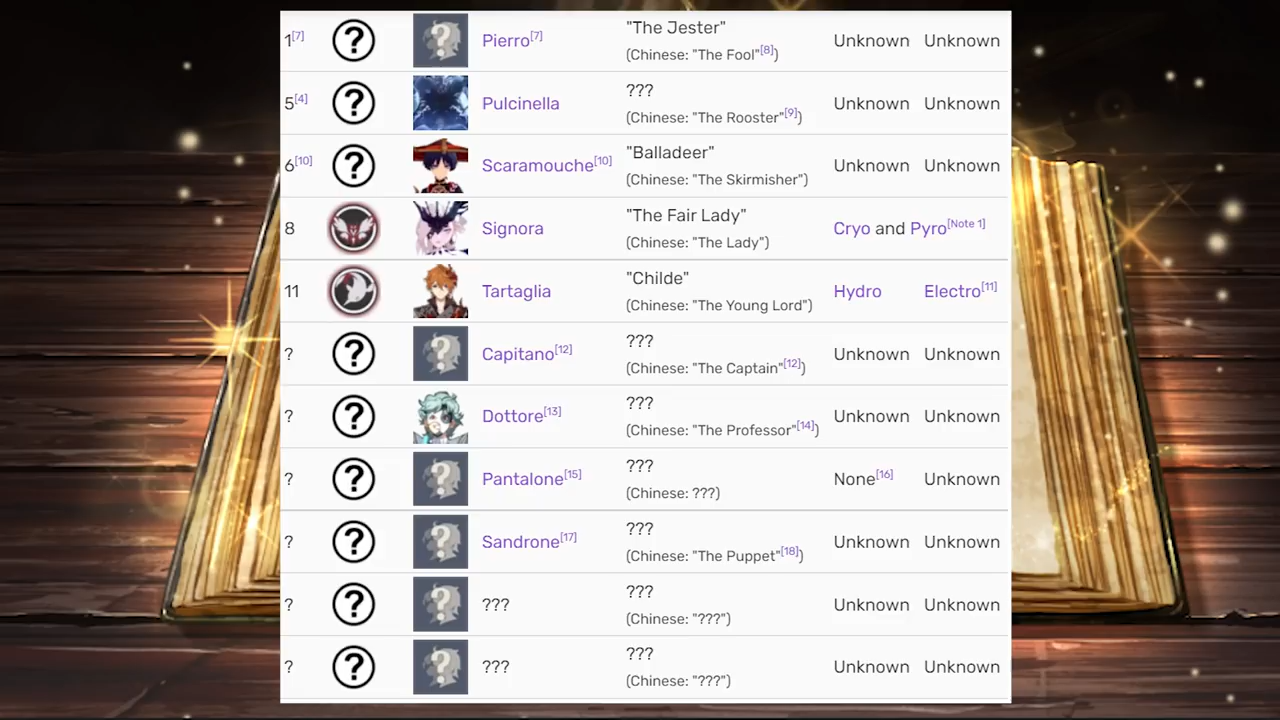 1[7] ? ? Pierro[7] "The Jester" Unknown Unknown
(Chinese: "The Fool"[8])
5[4] ? Pulcinella ??? Unknown Unknown
(Chinese: "The Rooster"[9])
6[10] ? Scaramouche[10] "Balladeer" Unknown Unknown
(Chinese: "The Skirmisher")
8 Signora "The Fair Lady" Cryo and Pyro[Note 1]
(Chinese: "The Lady")
11 Tartaglia "Childe" Hydro Electro[11]
(Chinese: "The Young Lord")
? ? ? Capitano[12] ??? Unknown Unknown
(Chinese: "The Captain"[12])
? ? Dottore[13] ??? Unknown Unknown
(Chinese: "The Professor"[14])
? ? ? Pantalone[15] ??? None[16] Unknown
(Chinese: ???)
? ? ? Sandrone[17] ??? Unknown Unknown
(Chinese: "The Puppet"[18])
? ? ? ??? ??? Unknown Unknown
(Chinese: "???")
? ? ? ??? ??? Unknown Unknown
(Chinese: "???")